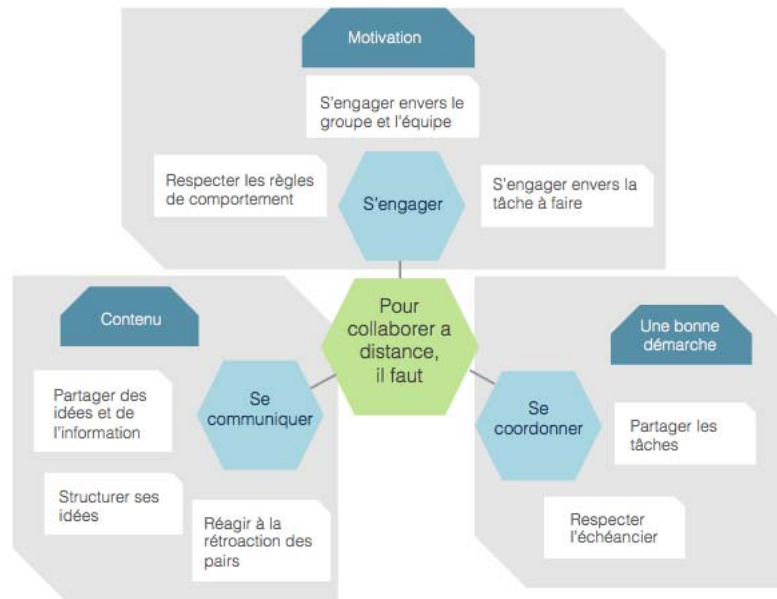 Motivation
S'engager envers le
groupe et l'équipe
Respecter les règles
de comportement
S'engager
S'engager envers la
tâche à faire
Pour
collaborer a
distance,
il faut
Contenu
Se
communiquer
Partager des
idées et de
l'information
Structurer ses
idées
Réagir à la
rétroaction des
pairs
Une bonne
démarche
Se
coordonner
Partager les
tâches
Respecter
l'échéancier